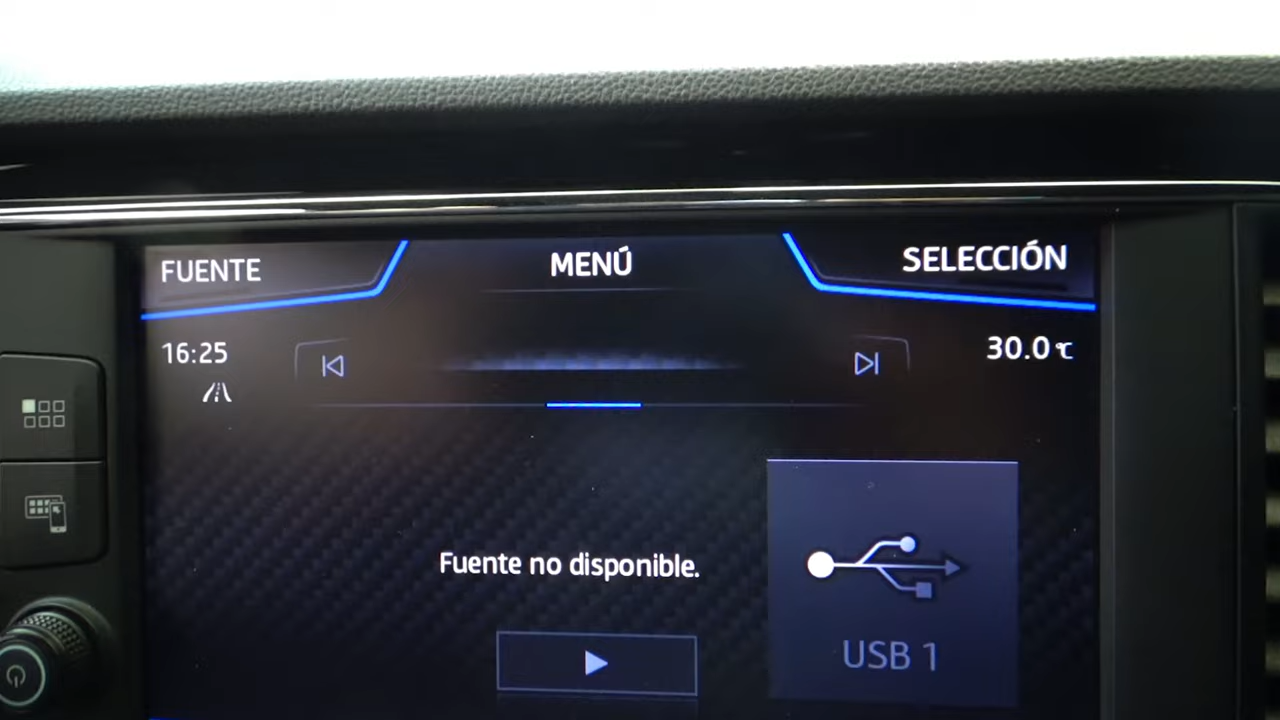 FUENTE
MENÚ
SELECCIÓN
16:25
30.0 °C
Fuente no disponible.
USB 1